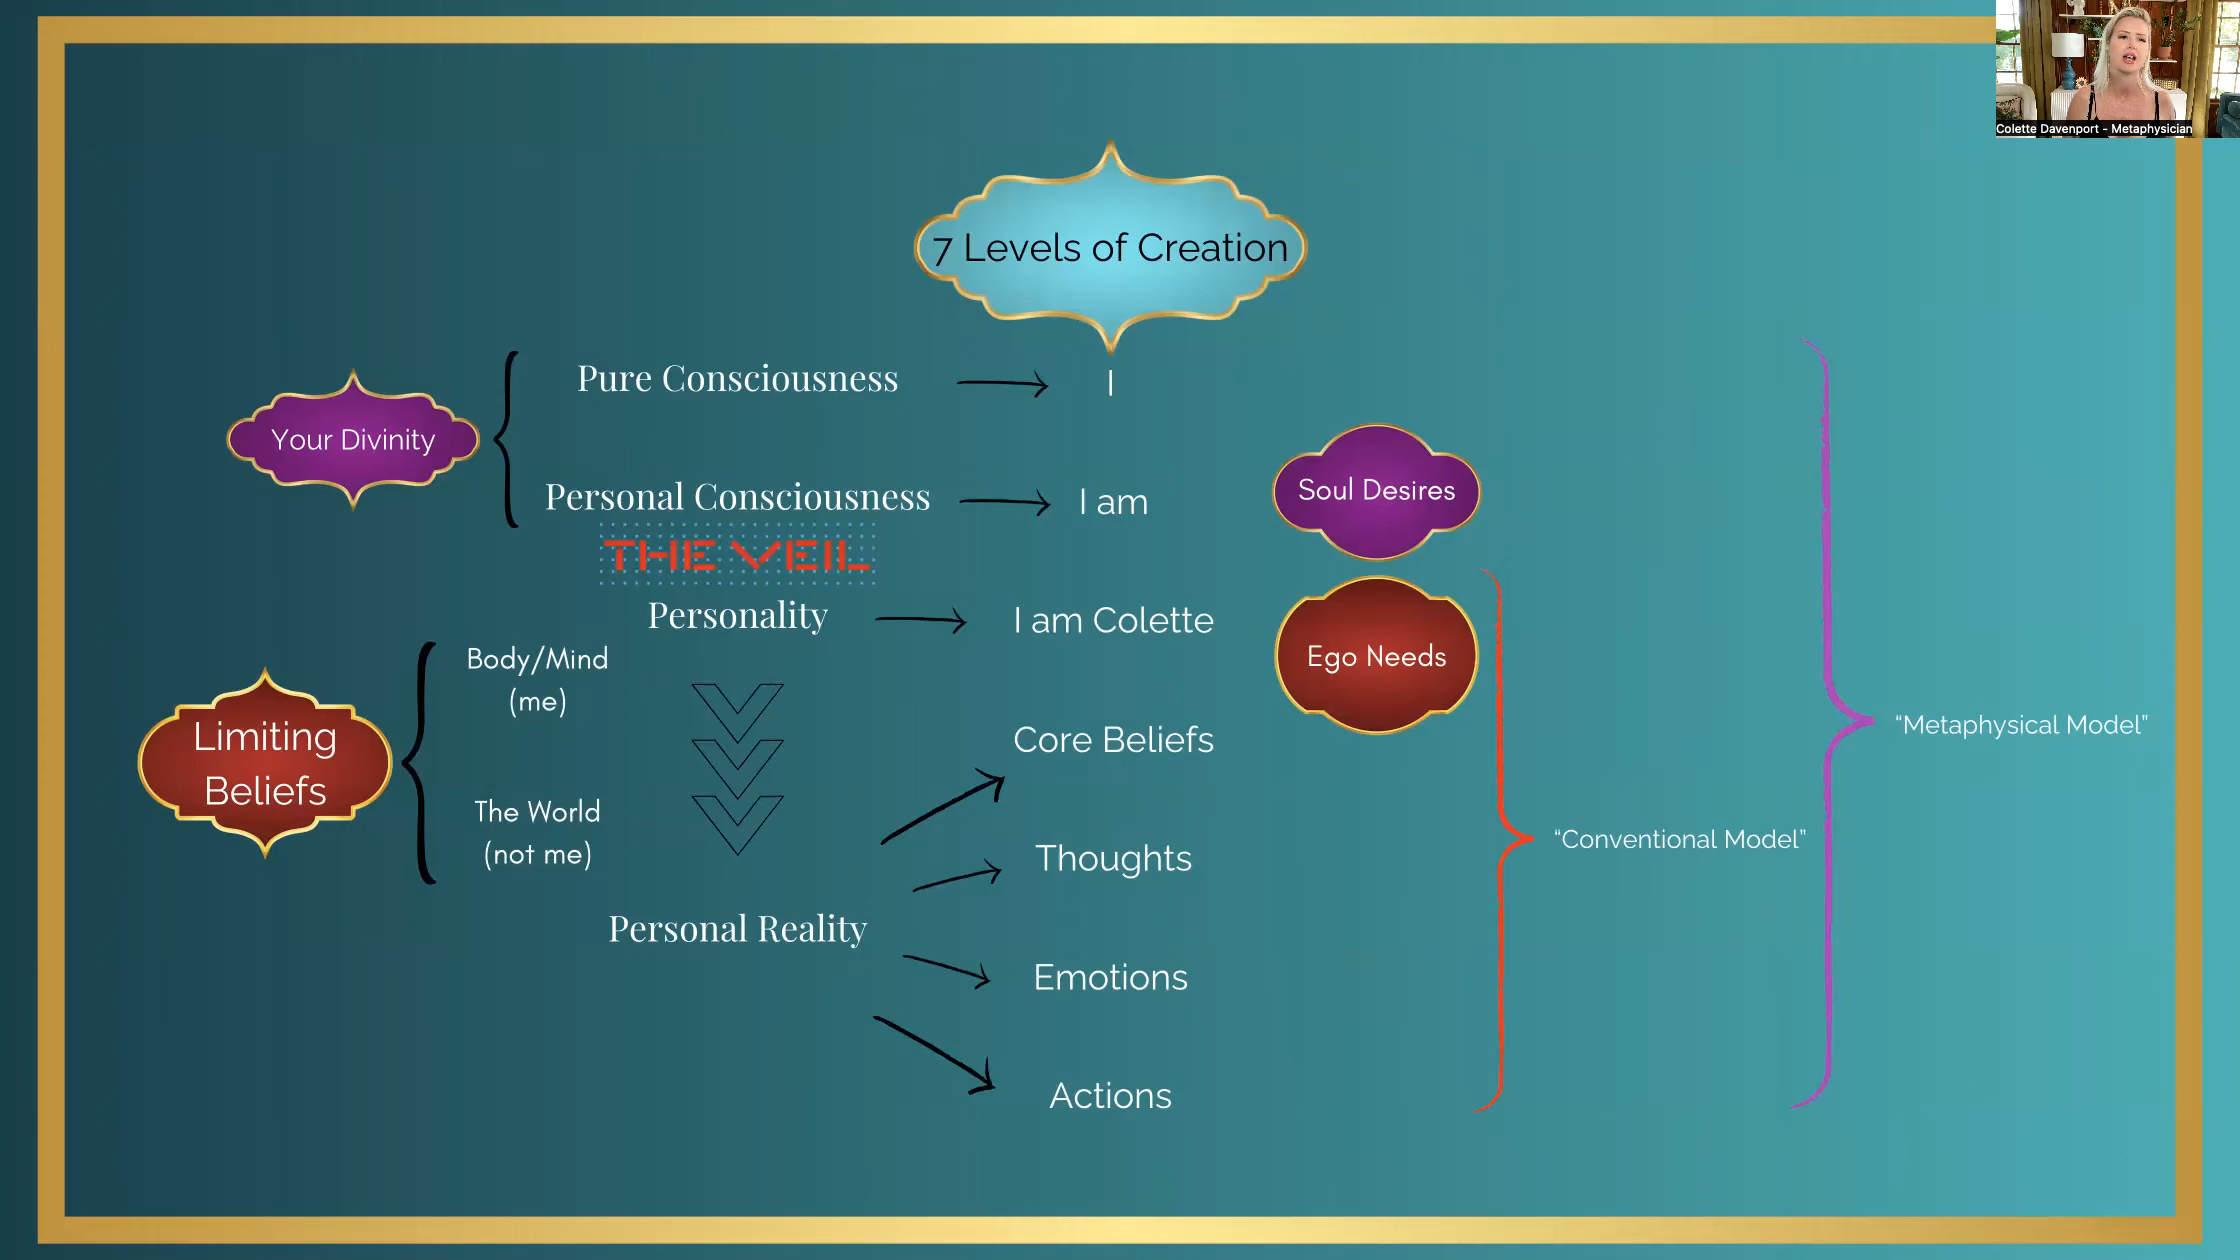 Colette Davenport - Metaphysician
7 Levels of Creation
Pure Consciousness
I
Your Divinity
Personal Consciousness
I am
Soul Desires
THE VEIL
Personality
I am Colette
Ego Needs
Body/Mind
(me)
Limiting
Beliefs
Core Beliefs
"Metaphysical Model"
The World
(not me)
Thoughts
"Conventional Model"
Personal Reality
Emotions
Actions